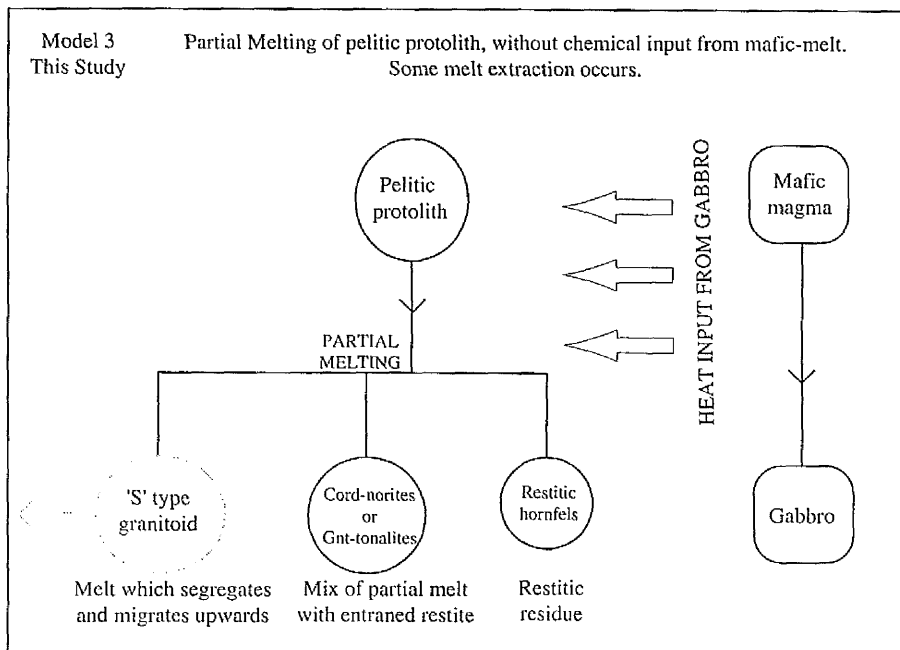 Model 3
This Study
Partial Melting of pelitic protolith, without chemical input from mafic-melt.
Some melt extraction occurs.
Pelitic
protolith
HEAT INPUT FROM GABBRO
Mafic
magma
PARTIAL
MELTING
'S' type
granitoid
Cord-norites
or
Gnt-tonalites
Restitic
hornfels
Gabbro
Melt which segregates
and migrates upwards
Mix of partial melt
with entraned restite
Restitic
residue